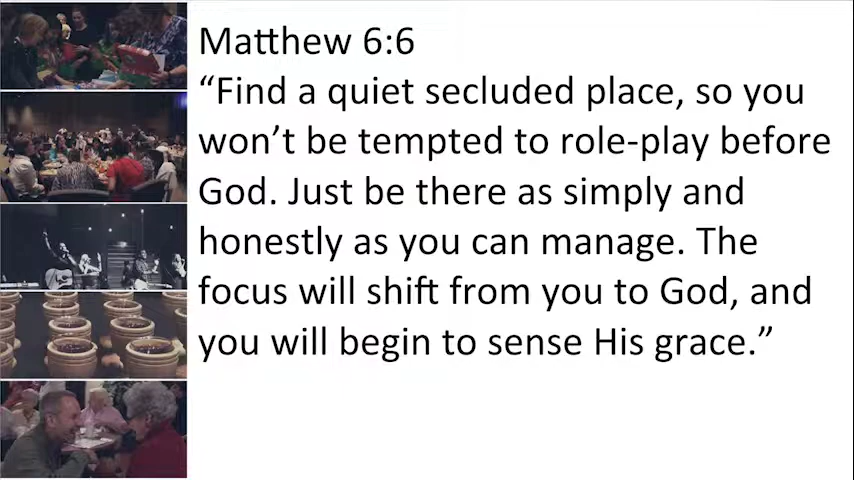 Matthew 6:6
“Find a quiet secluded place, so you
won’t be tempted to role-play before
God. Just be there as simply and
honestly as you can manage. The
focus will shift from you to God, and
you will begin to sense His grace.”